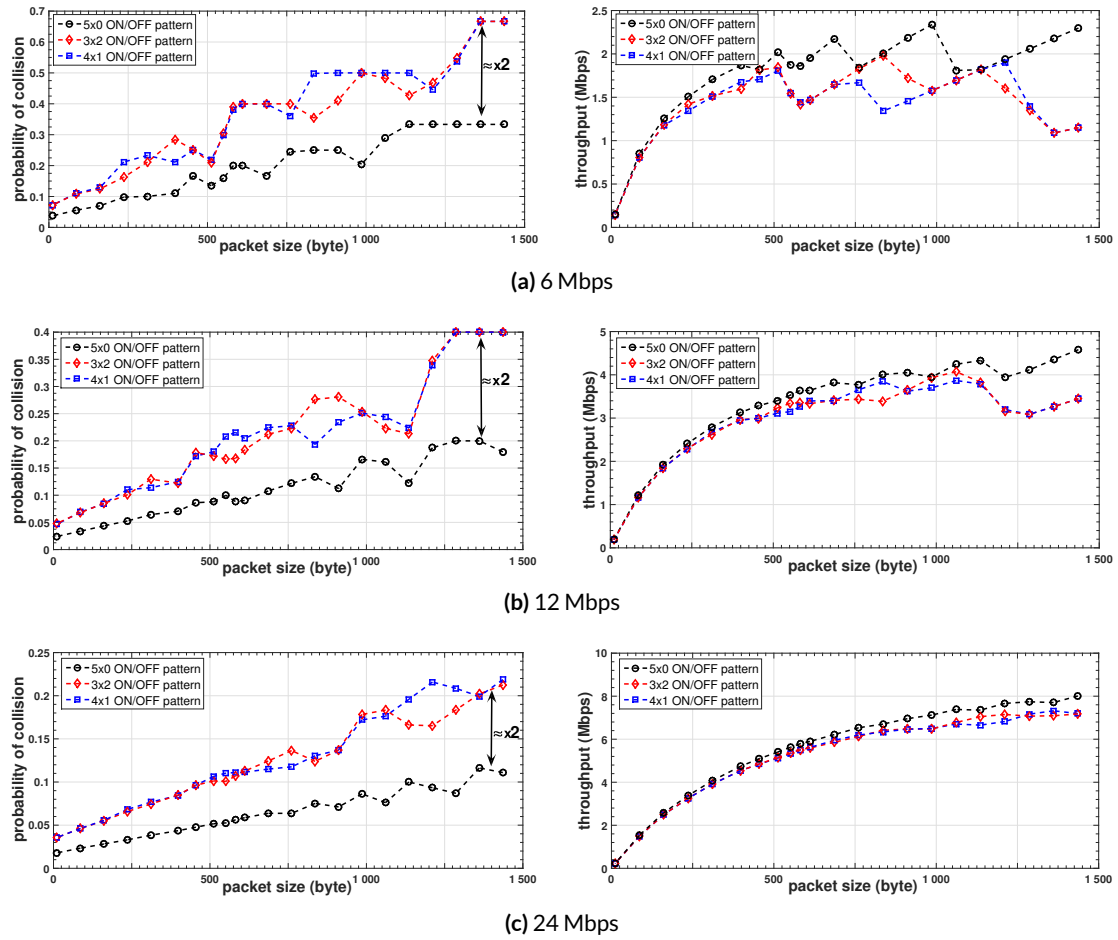 probability of collision
0.7
0.6
0.5
0.4
0.3
0.2
0.1
0
5x0 ON/OFF pattern
3x2 ON/OFF pattern
4x1 ON/OFF pattern
≈x2
0
500
1 000
1 500
packet size (byte)
throughput (Mbps)
2.5
2
1.5
1
0.5
0
5x0 ON/OFF pattern
3x2 ON/OFF pattern
4x1 ON/OFF pattern
0
500
1 000
1 500
packet size (byte)
(a) 6 Mbps
probability of collision
0.4
0.35
0.3
0.25
0.2
0.15
0.1
0.05
0
5x0 ON/OFF pattern
3x2 ON/OFF pattern
4x1 ON/OFF pattern
≈x2
0
500
1 000
1 500
packet size (byte)
throughput (Mbps)
5
4
3
2
1
0
5x0 ON/OFF pattern
3x2 ON/OFF pattern
4x1 ON/OFF pattern
0
500
1 000
1 500
packet size (byte)
(b) 12 Mbps
probability of collision
0.25
0.2
0.15
0.1
0.05
0
5x0 ON/OFF pattern
3x2 ON/OFF pattern
4x1 ON/OFF pattern
≈x2
0
500
1 000
1 500
packet size (byte)
throughput (Mbps)
10
8
6
4
2
0
5x0 ON/OFF pattern
3x2 ON/OFF pattern
4x1 ON/OFF pattern
0
500
1 000
1 500
packet size (byte)
(c) 24 Mbps